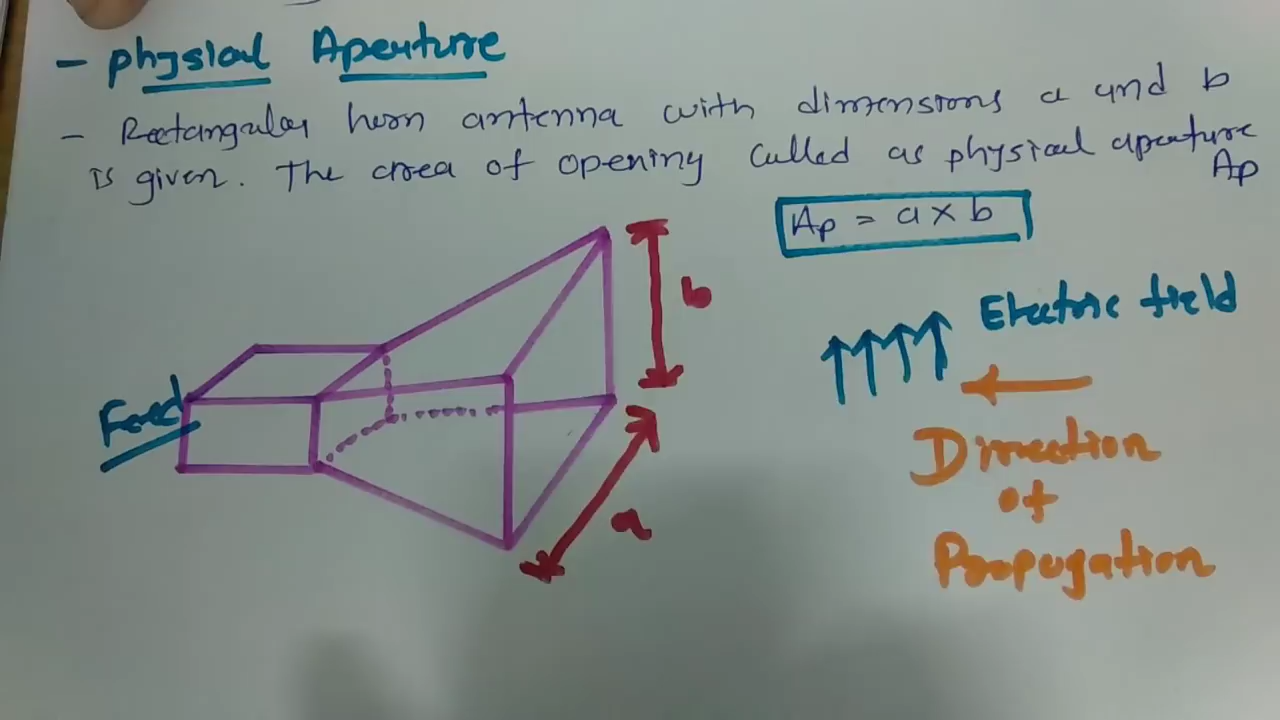 - Physical Aperture
- Rectangular horn antenna with dimensions a and b
is given. The area of opening called as physical aperture
Ap
Ap = a x b
b
Electric field
Feed
Direction
of
Propagation
a